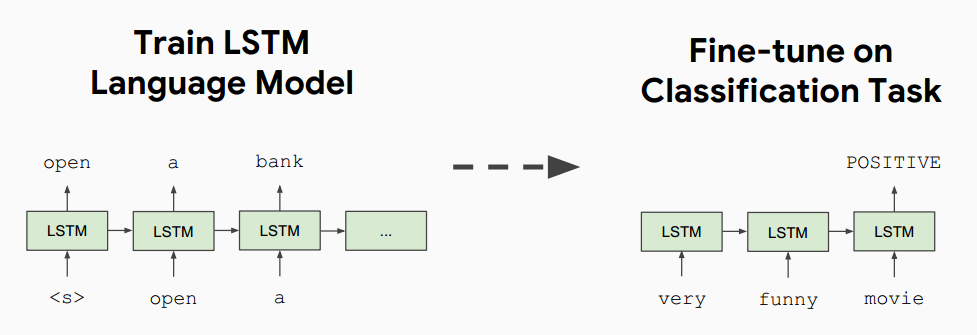 Train LSTM
Language Model
open a bank
LSTM LSTM LSTM ...
<s> open a
Fine-tune on
Classification Task
POSITIVE
LSTM LSTM LSTM
very funny movie